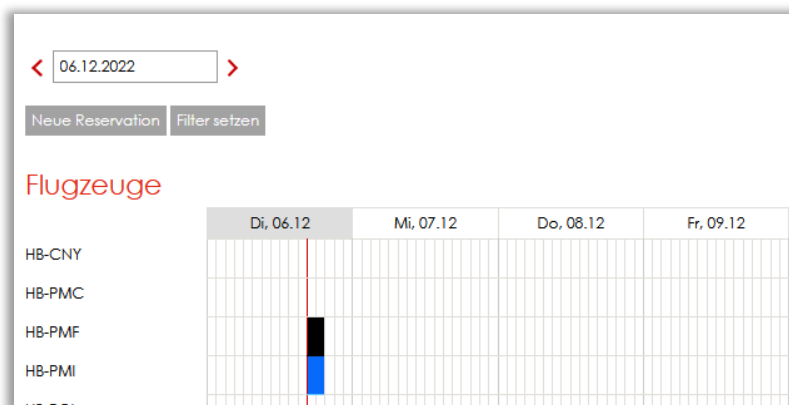 06.12.2022
Neue Reservation Filter setzen
Flugzeuge
Di, 06.12 Mi, 07.12 Do, 08.12 Fr, 09.12
HB-CNY
HB-PMC
HB-PMF
HB-PMI